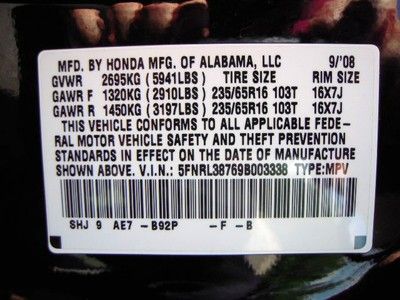 MFD. BY HONDA MFG. OF ALABAMA, LLC 9/'08
GVWR 2695KG (5941LBS) TIRE SIZE RIM SIZE
GAWR F 1320KG (2910LBS) 235/65R16 103T 16X7J
GAWR R 1450KG (3197LBS) 235/65R16 103T 16X7J
THIS VEHICLE CONFORMS TO ALL APPLICABLE FEDE-
RAL MOTOR VEHICLE SAFETY AND THEFT PREVENTION
STANDARDS IN EFFECT ON THE DATE OF MANUFACTURE
SHOWN ABOVE. V.I.N.: 5FNRL38769B003338 TYPE:MPV
SHJ 9 AE7 -B92P -F -B